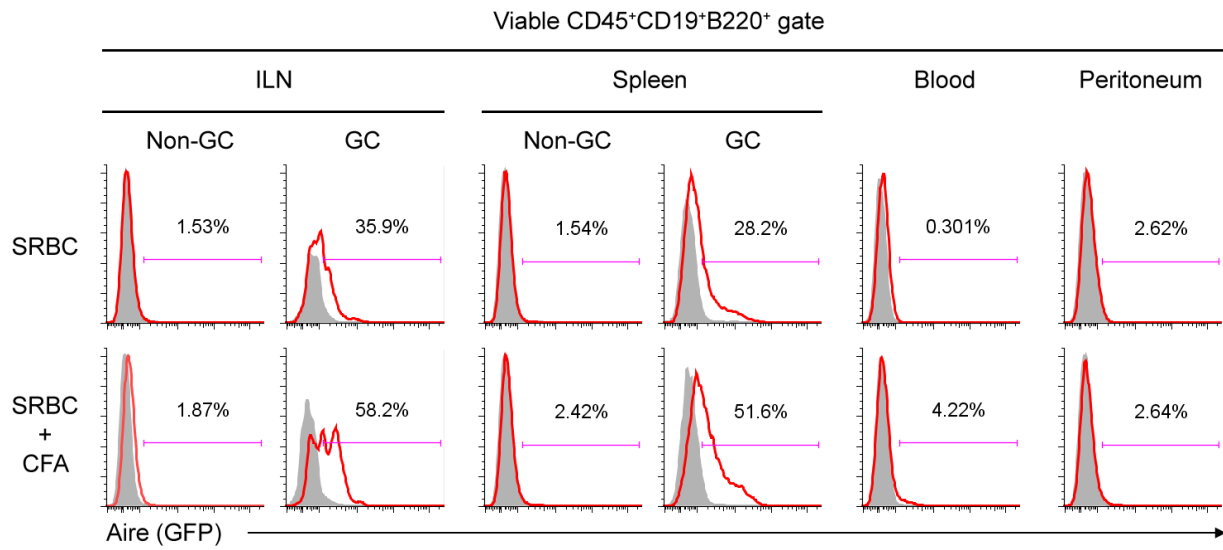 Viable CD45⁺CD19⁺B220⁺ gate
ILN Spleen Blood Peritoneum
Non-GC GC Non-GC GC
SRBC 1.53% 35.9% 1.54% 28.2% 0.301% 2.62%
SRBC
+
CFA
1.87% 58.2% 2.42% 51.6% 4.22% 2.64%
Aire (GFP)